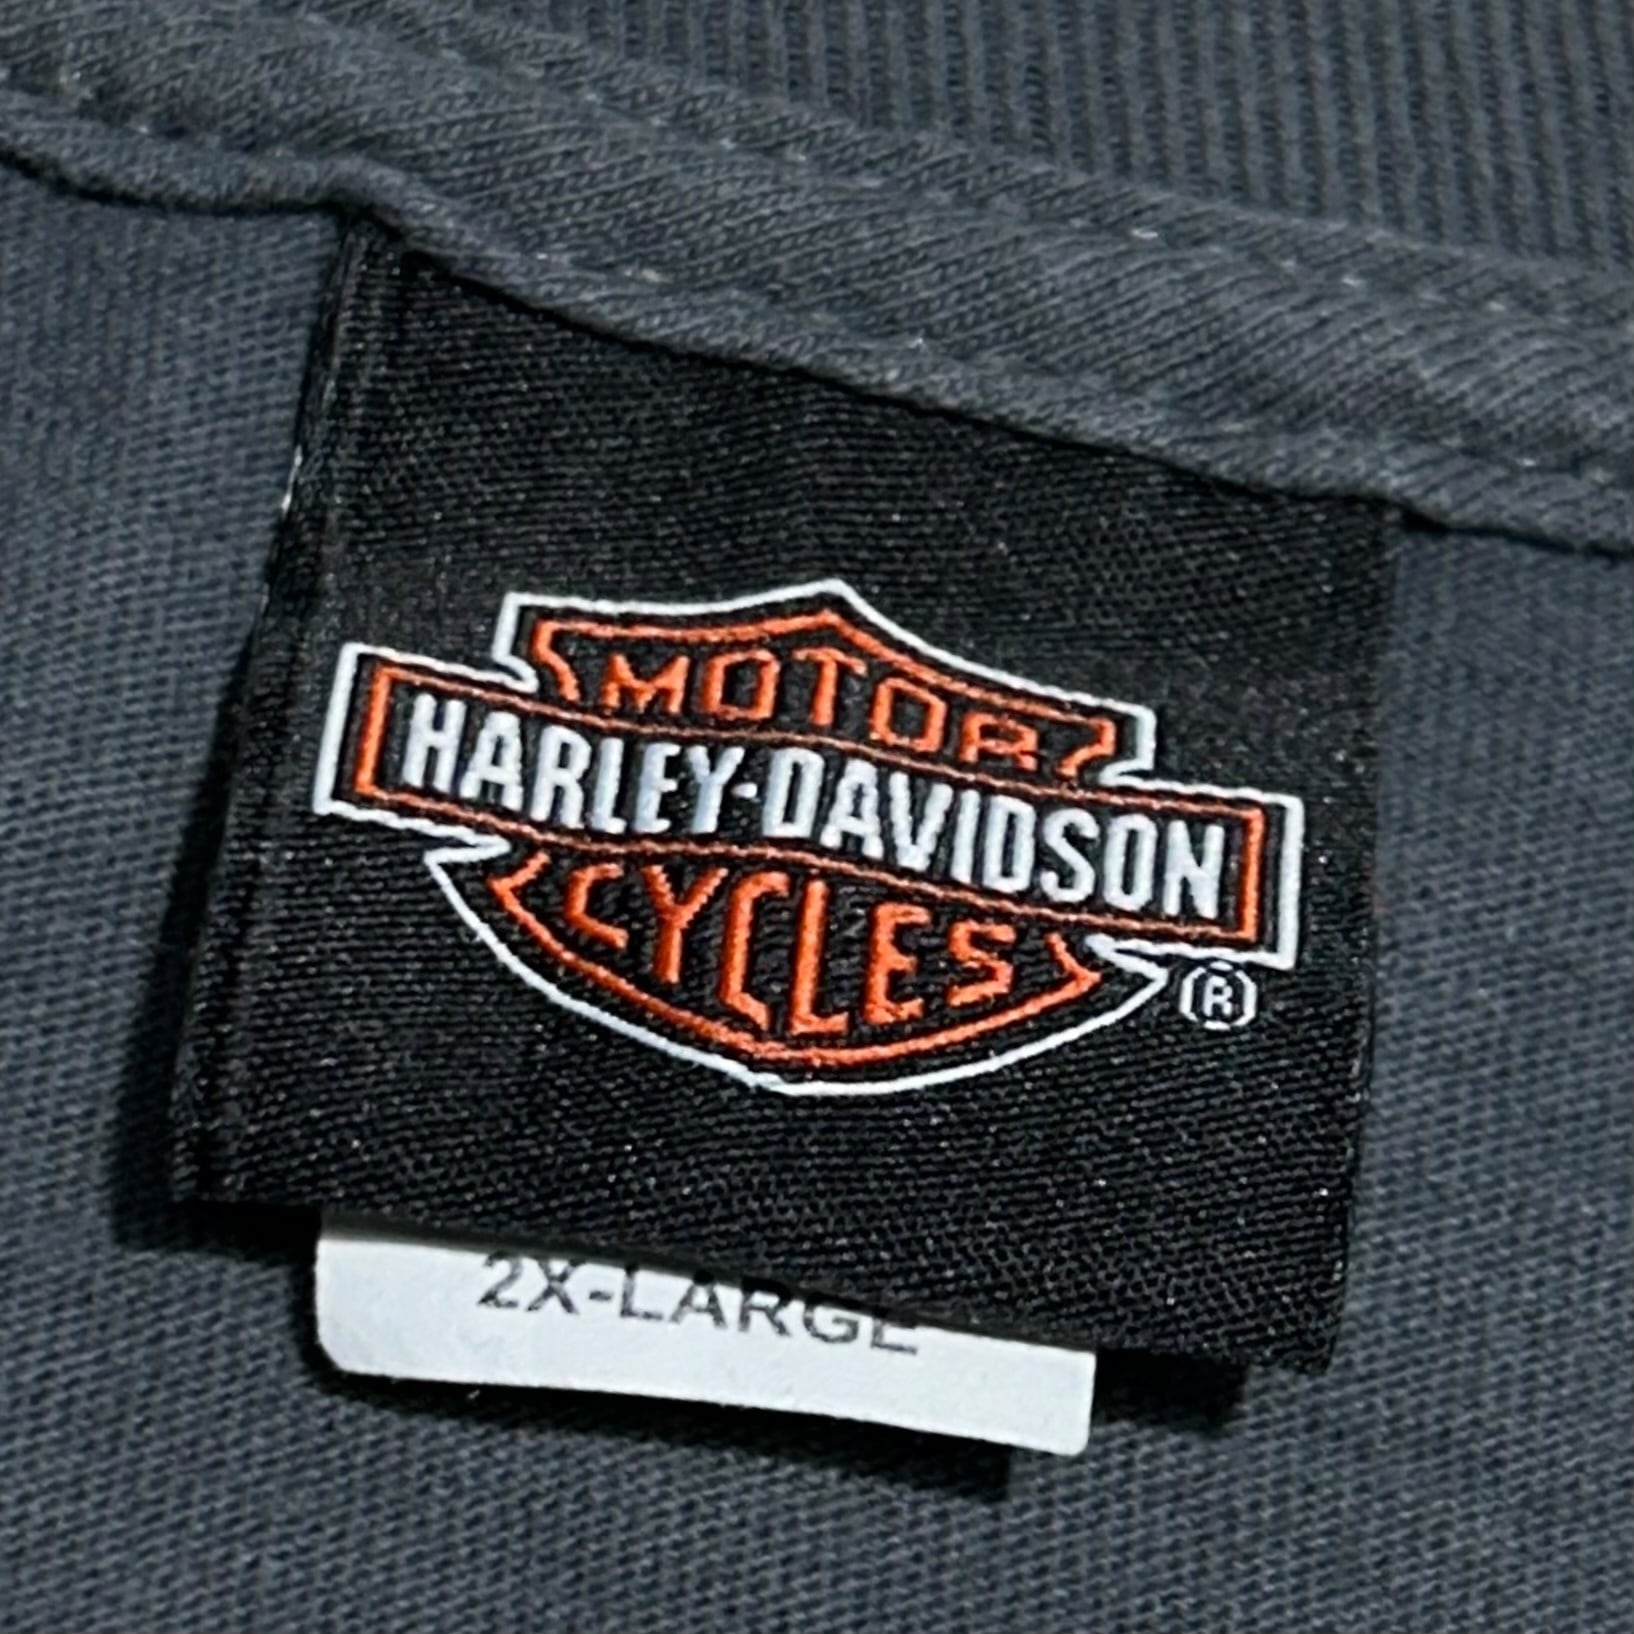 MOTOR
HARLEY-DAVIDSON
CYCLES
®
2X-LARGE